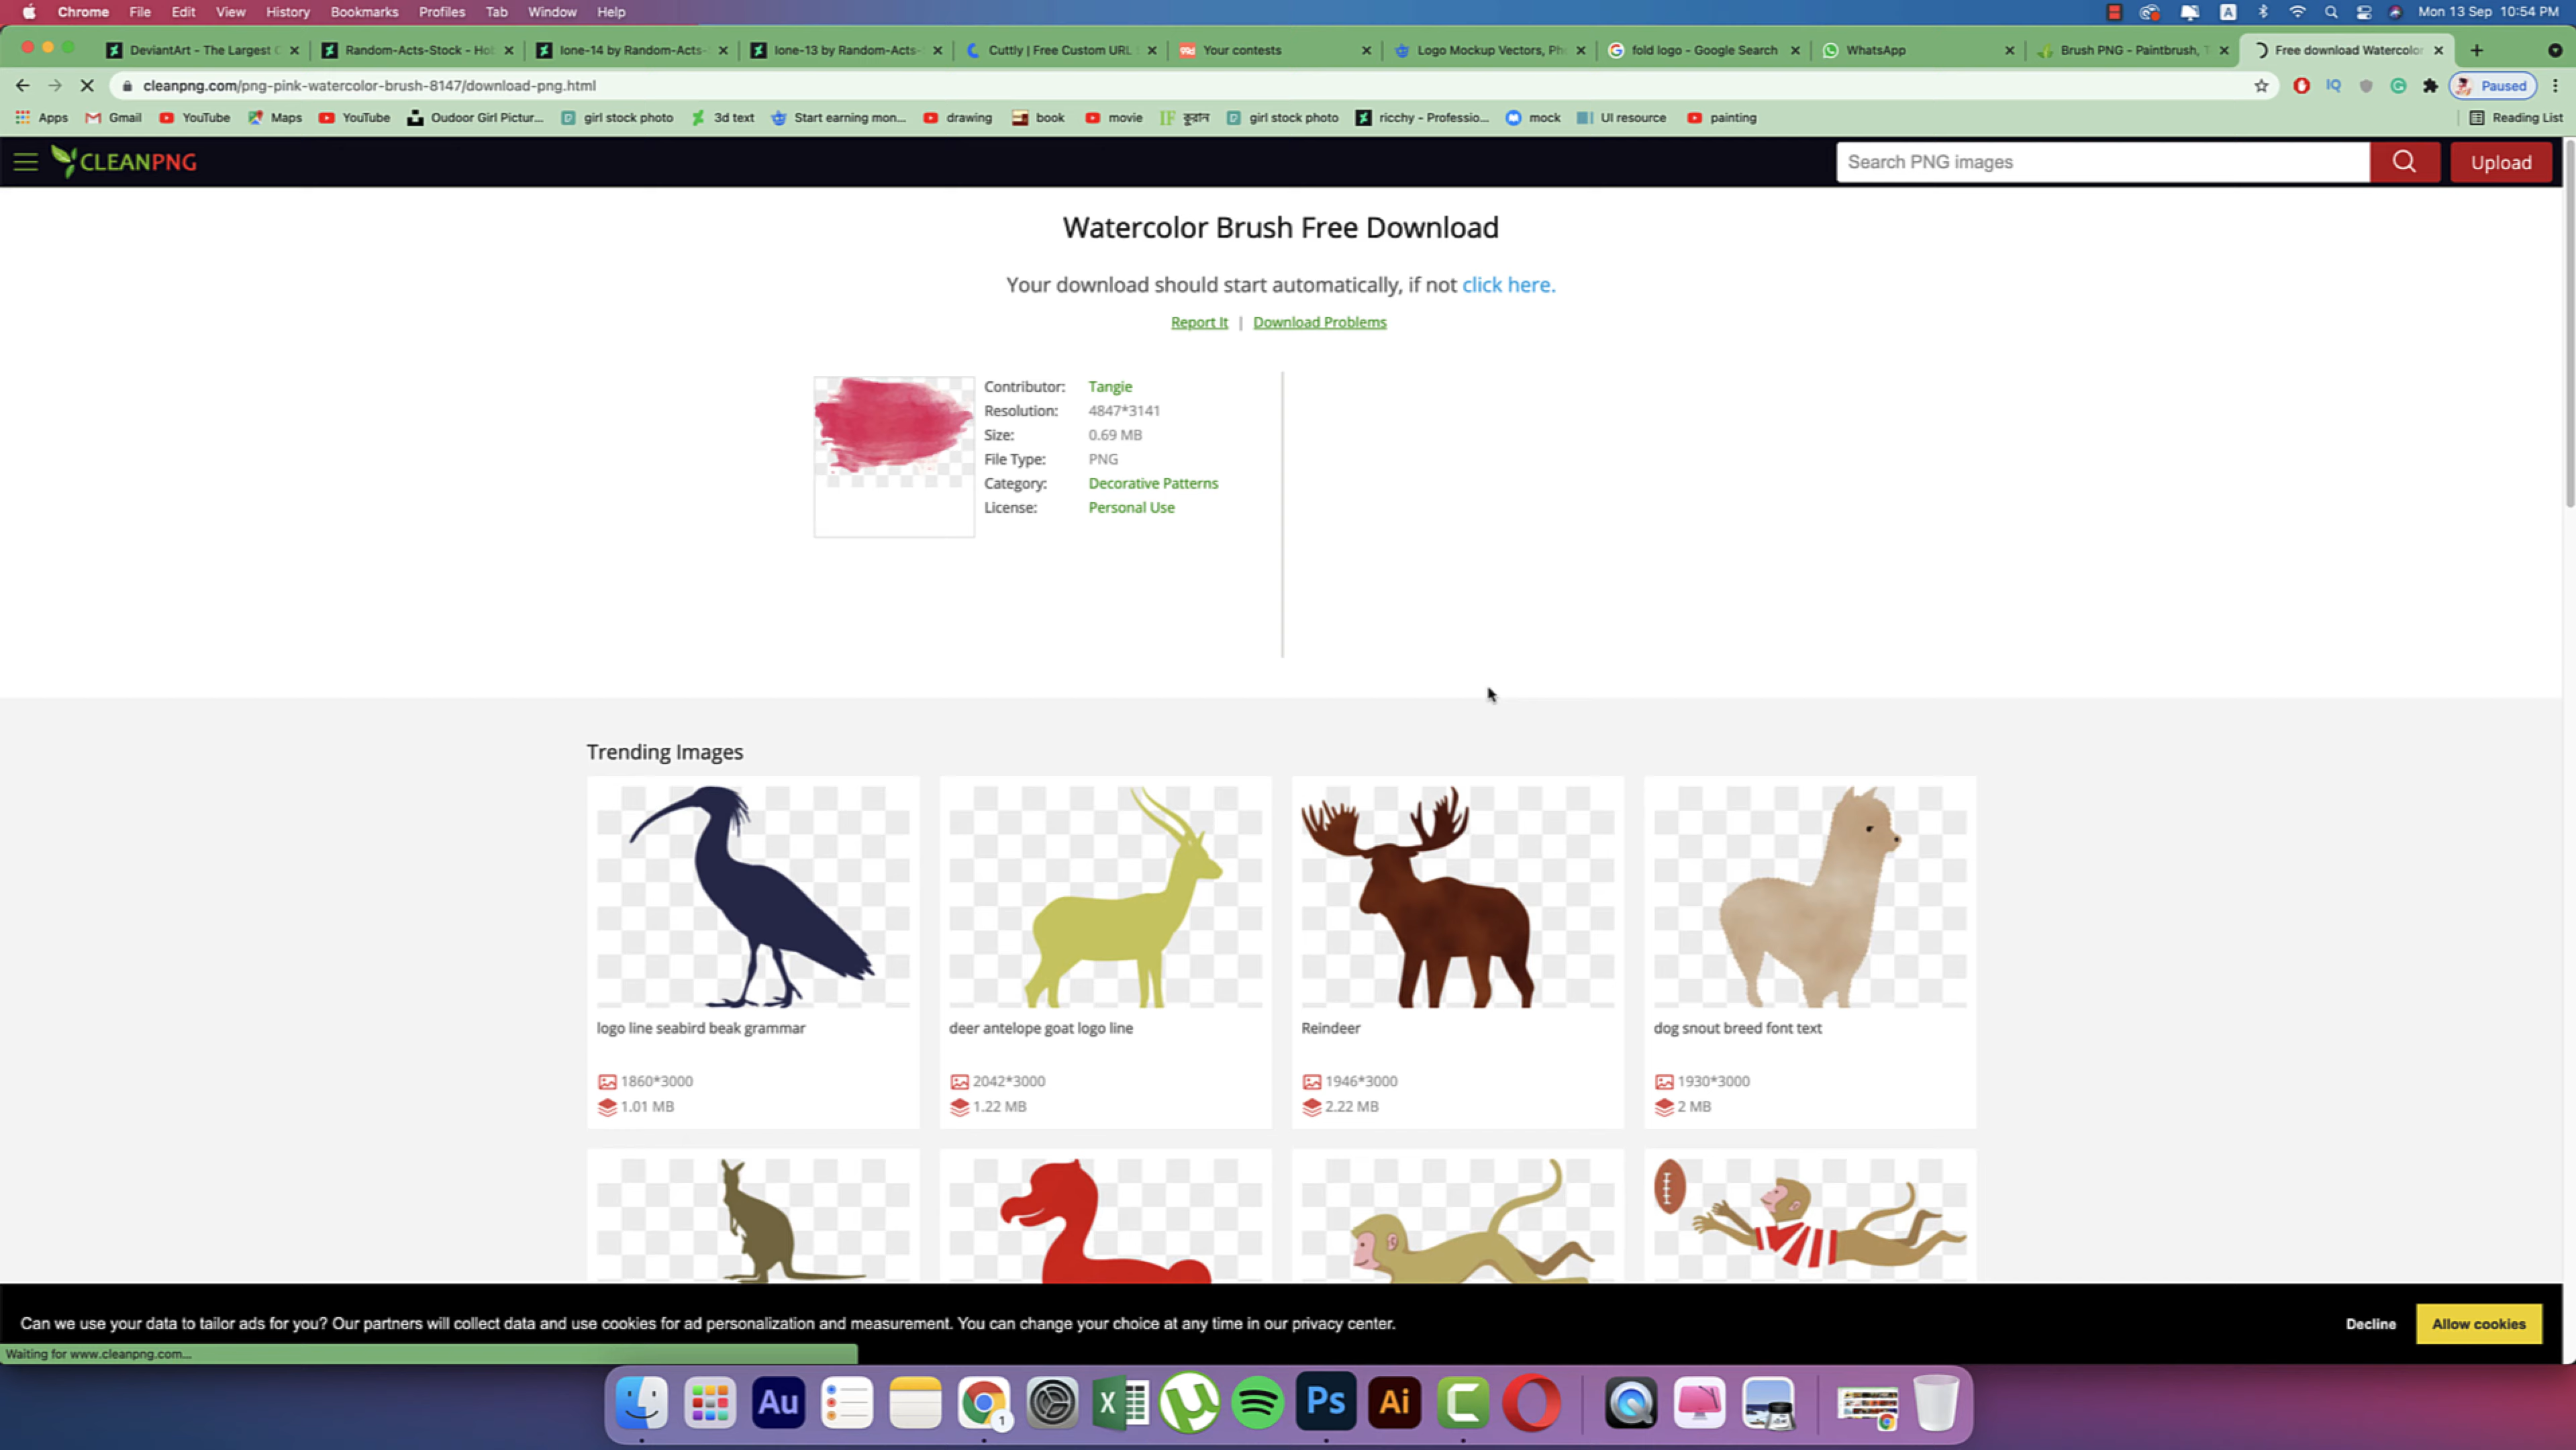 Chrome File Edit View History Bookmarks Profiles Tab Window Help
A Mon 13 Sep 10:54 PM
DeviantArt - The Largest
Random-Acts-Stock - Ho
Ione-14 by Random-Acts-
Ione-13 by Random-Acts-
Cuttly | Free Custom URL
99d Your contests
Logo Mockup Vectors, Ph
fold logo - Google Search
WhatsApp
Brush PNG - Paintbrush,
Free download Watercolor
cleanpng.com/png-pink-watercolor-brush-8147/download-png.html
IQ
Paused
Apps Gmail YouTube Maps YouTube Oudoor Girl Pictur... girl stock photo 3d text Start earning mon... drawing book movie IF কুরান girl stock photo ricchy - Professio... mock UI resource painting Reading List
CLEANPNG
Search PNG images
Upload
Watercolor Brush Free Download
Your download should start automatically, if not click here.
Report It | Download Problems
Contributor: Tangie
Resolution: 4847*3141
Size: 0.69 MB
File Type: PNG
Category: Decorative Patterns
License: Personal Use
Trending Images
logo line seabird beak grammar
1860*3000
1.01 MB
deer antelope goat logo line
2042*3000
1.22 MB
Reindeer
1946*3000
2.22 MB
dog snout breed font text
1930*3000
2 MB
Can we use your data to tailor ads for you? Our partners will collect data and use cookies for ad personalization and measurement. You can change your choice at any time in our privacy center.
Decline
Allow cookies
Waiting for www.cleanpng.com...
Au
1
X
Ps
Ai